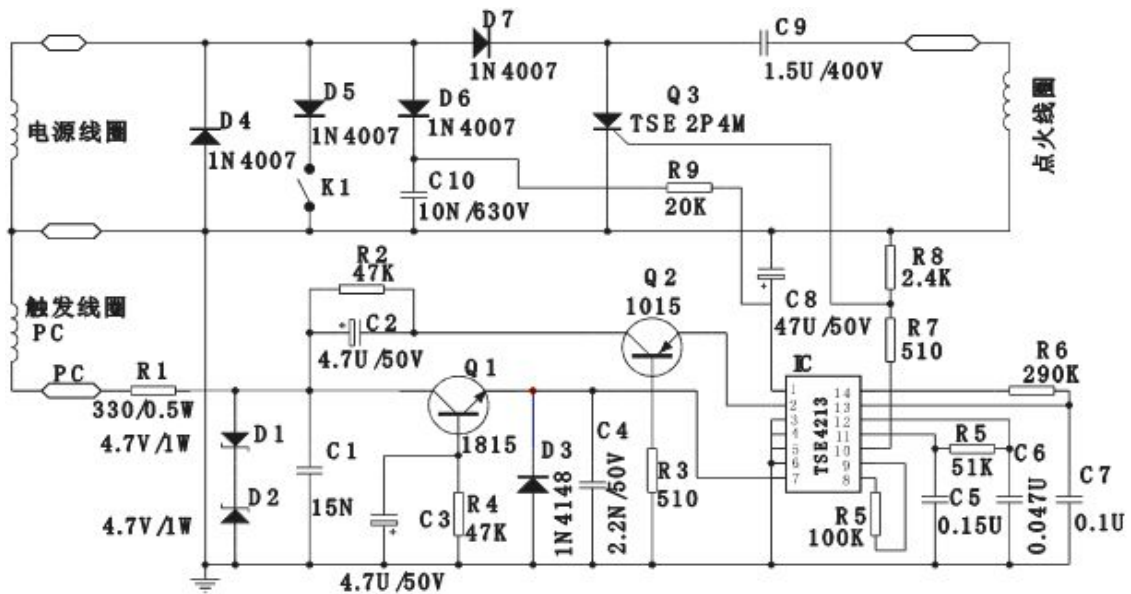 D7
1N4007
C9
1.5U/400V
电源线圈
D4
1N4007
D5
1N4007
K1
D6
1N4007
C10
10N/630V
Q3
TSE2P4M
R9
20K
点火线圈
R2
47K
C2
4.7U/50V
Q2
1015
C8
47U/50V
R8
2.4K
R7
510
触发线圈
PC
PC
R1
330/0.5W
4.7V/1W
D1
D2
4.7V/1W
C1
15N
Q1
1815
C3
4.7U/50V
R4
47K
D3
1N4148
C4
2.2N/50V
R3
510
IC
TSE4213
1
2
3
4
5
6
7
14
13
12
11
10
9
8
R6
290K
R5
51K
C6
0.047U
C7
0.1U
C5
0.15U
R5
100K